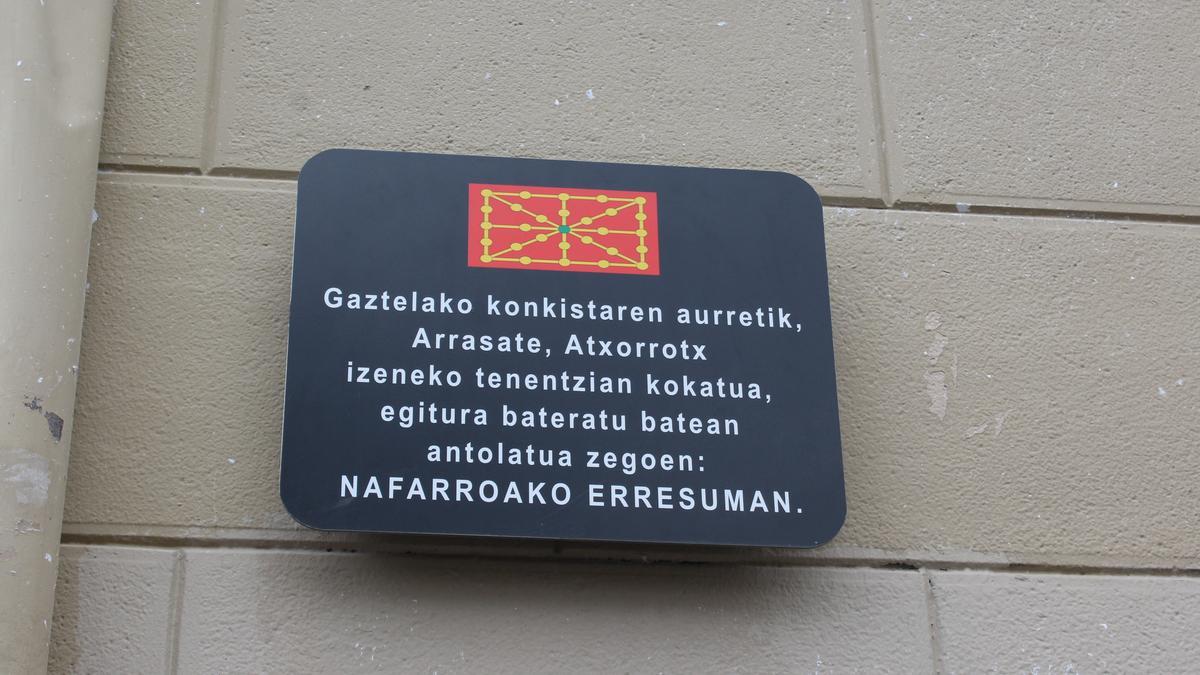 Gaztelako konkistaren aurretik,
Arrasate, Atxorrotx
izeneko tenentzian kokatua,
egitura bateratu batean
antolatua zegoen:
NAFARROAKO ERRESUMAN.